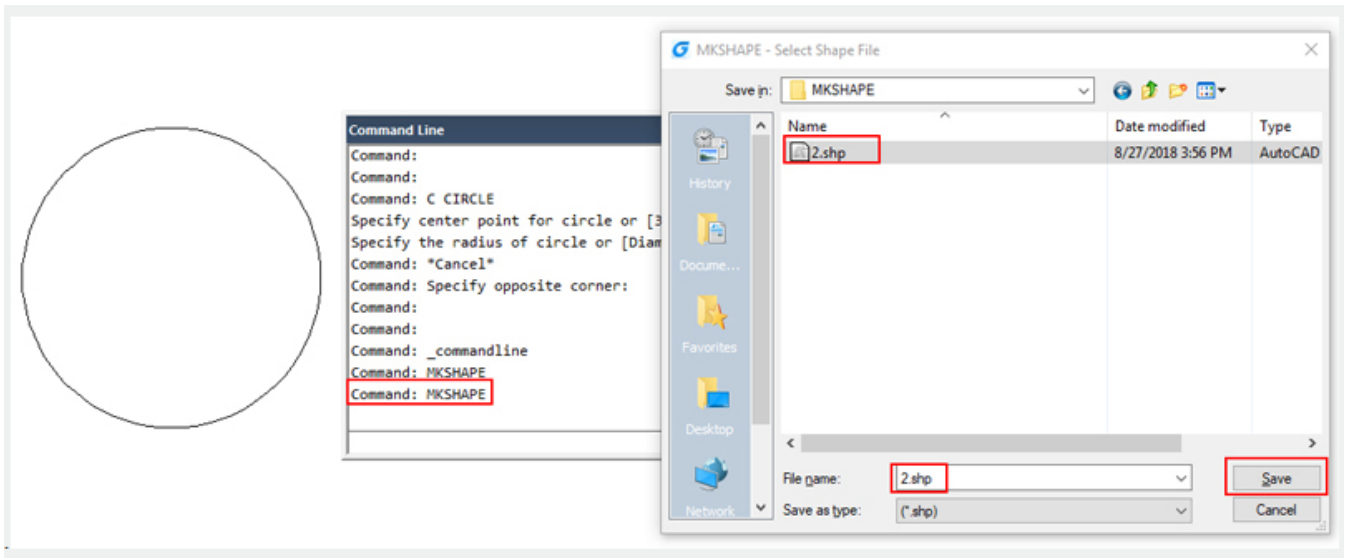 Command Line
Command:
Command:
Command: C CIRCLE
Specify center point for circle or [3
Specify the radius of circle or [Diam
Command: *Cancel*
Command: Specify opposite corner:
Command:
Command:
Command: _commandline
Command: MKSHAPE
Command: MKSHAPE
MKSHAPE - Select Shape File
Save in: MKSHAPE
Name Date modified Type
2.shp 8/27/2018 3:56 PM AutoCAD
History
Docume...
Favorites
Desktop
Network
File name: 2.shp Save
Save as type: (*.shp) Cancel